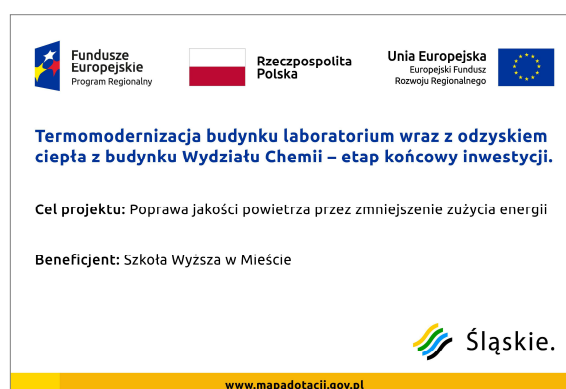 Fundusze
Europejskie
Program Regionalny
Rzeczpospolita
Polska
Unia Europejska
Europejski Fundusz
Rozwoju Regionalnego
Termomodernizacja budynku laboratorium wraz z odzyskiem
ciepła z budynku Wydziału Chemii – etap końcowy inwestycji.
Cel projektu: Poprawa jakości powietrza przez zmniejszenie zużycia energii
Beneficjent: Szkoła Wyższa w Mieście
Śląskie.
www.mapadotacji.gov.pl